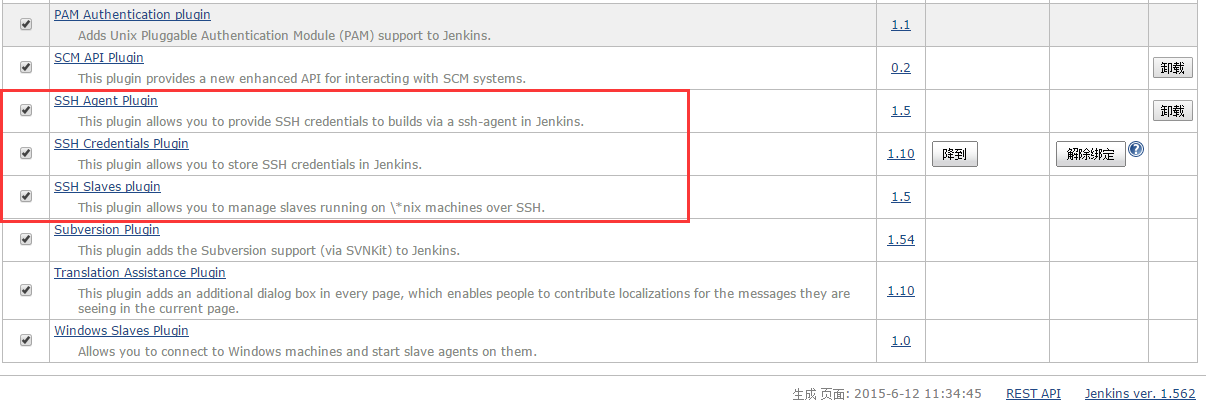 PAM Authentication plugin
Adds Unix Pluggable Authentication Module (PAM) support to Jenkins.
1.1
SCM API Plugin
This plugin provides a new enhanced API for interacting with SCM systems.
0.2
卸载
SSH Agent Plugin
This plugin allows you to provide SSH credentials to builds via a ssh-agent in Jenkins.
1.5
卸载
SSH Credentials Plugin
This plugin allows you to store SSH credentials in Jenkins.
1.10
降到
解除绑定
?
SSH Slaves plugin
This plugin allows you to manage slaves running on \*nix machines over SSH.
1.5
Subversion Plugin
This plugin adds the Subversion support (via SVNKit) to Jenkins.
1.54
Translation Assistance Plugin
This plugin adds an additional dialog box in every page, which enables people to contribute localizations for the messages they are
seeing in the current page.
1.10
Windows Slaves Plugin
Allows you to connect to Windows machines and start slave agents on them.
1.0
生成 页面: 2015-6-12 11:34:45 REST API Jenkins ver. 1.562